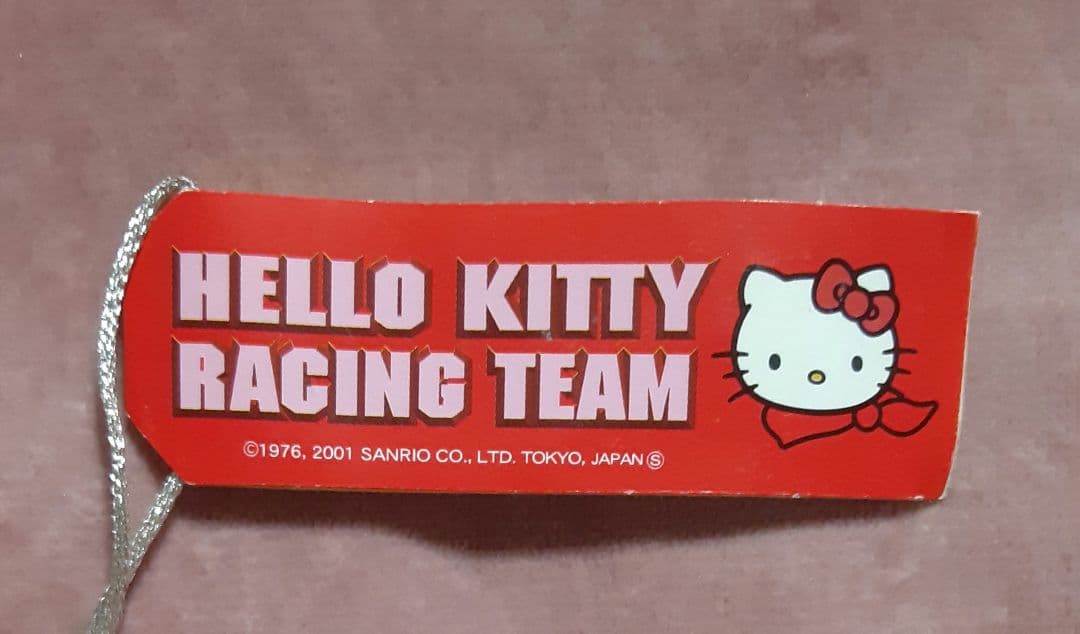 HELLO KITTY
RACING TEAM
©1976, 2001 SANRIO CO., LTD. TOKYO, JAPAN Ⓢ